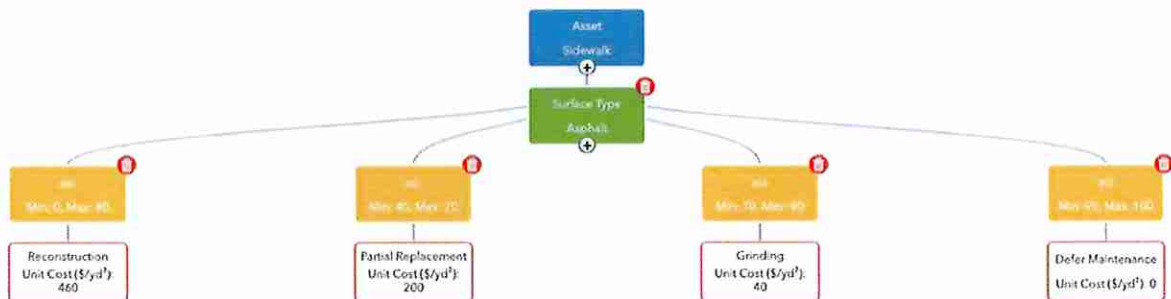 Asset
Sidewalk
Surface Type
Asphalt
Min: 0, Max: 40
Min: 40, Max: 70
Min: 70, Max: 90
Min: 90, Max: 100
Reconstruction
Unit Cost ($/yd²):
460
Partial Replacement
Unit Cost ($/yd²):
200
Grinding
Unit Cost ($/yd²):
40
Defer Maintenance
Unit Cost ($/yd²): 0